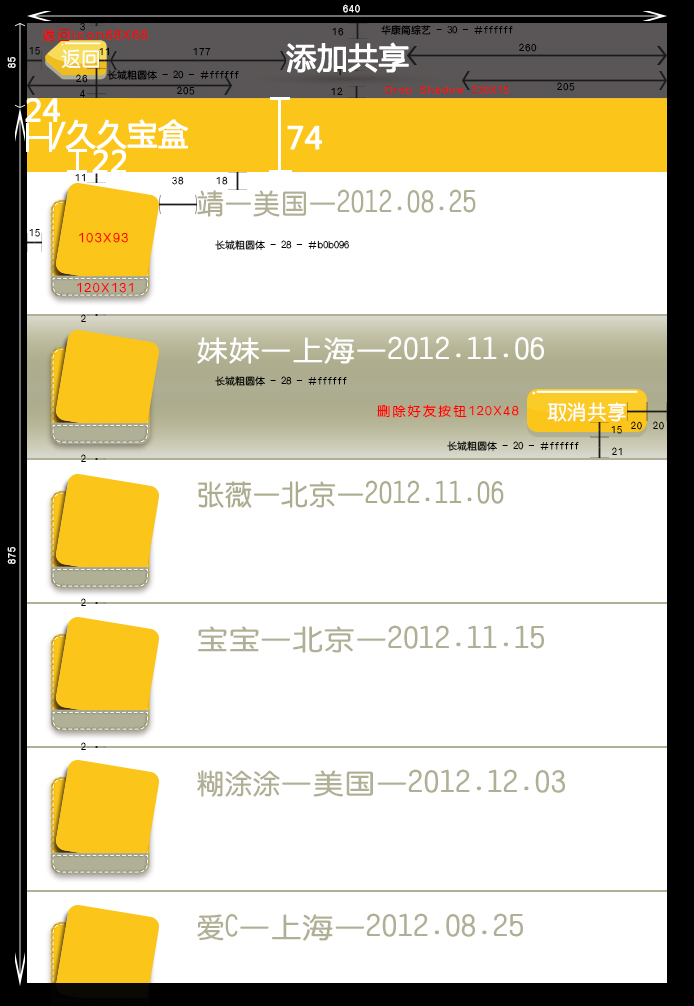 640
返回icon68X38
3
16
华康简综艺 - 30 - #ffffff
15
返回
11
177
添加共享
260
85
26
长城粗圆体 - 20 - #ffffff
4
205
12
Drop Shadow 230X15
205
24
//久久宝盒
74
22
11
38
18
靖一美国一2012.08.25
15
103X93
长城粗圆体 - 28 - #b0b096
120X131
2
妹妹一上海一2012.11.06
长城粗圆体 - 28 - #ffffff
删除好友按钮120X48
取消共享
20
20
15
长城粗圆体 - 20 - #ffffff
21
2
张薇一北京一2012.11.06
875
2
宝宝一北京一2012.11.15
2
糊涂涂一美国一2012.12.03
爱C一上海一2012.08.25